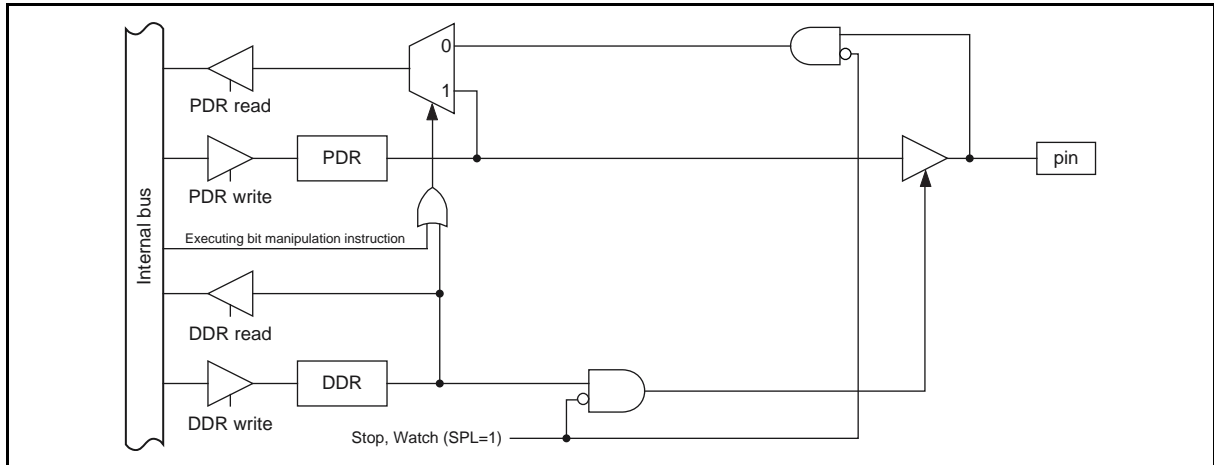 0
1
PDR read
PDR
pin
PDR write
Internal bus
Executing bit manipulation instruction
DDR read
DDR
DDR write
Stop, Watch (SPL=1)